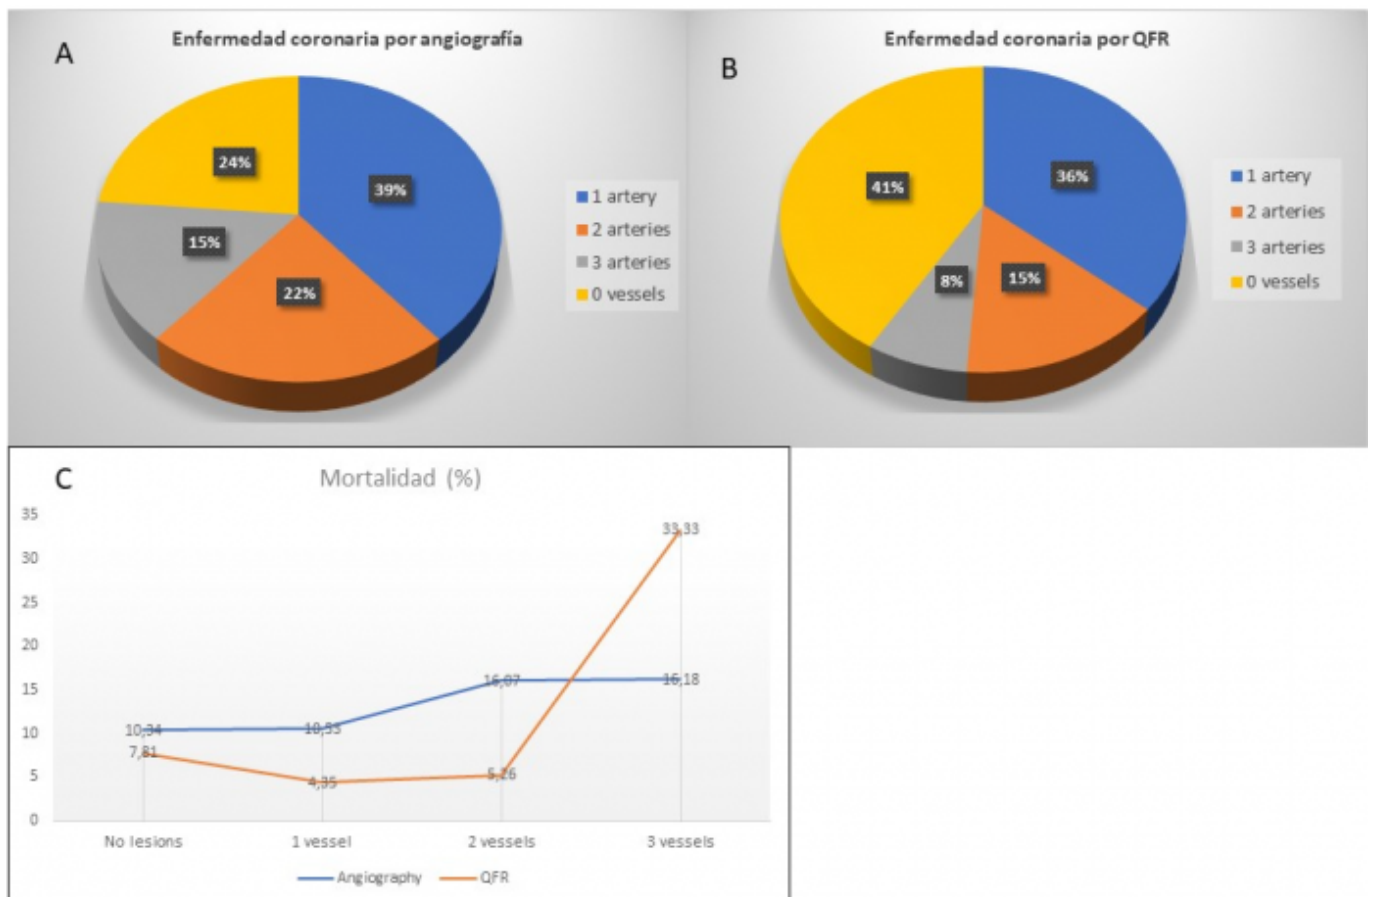 A
Enfermedad coronaria por angiografía
24%
39%
15%
22%
1 artery
2 arteries
3 arteries
0 vessels
B
Enfermedad coronaria por QFR
41%
36%
8%
15%
1 artery
2 arteries
3 arteries
0 vessels
C
Mortalidad (%)
35
30
25
20
15
10
5
0
33,33
16,07
16,18
10,34
10,53
7,81
4,35
5,26
No lesions
1 vessel
2 vessels
3 vessels
Angiography
QFR